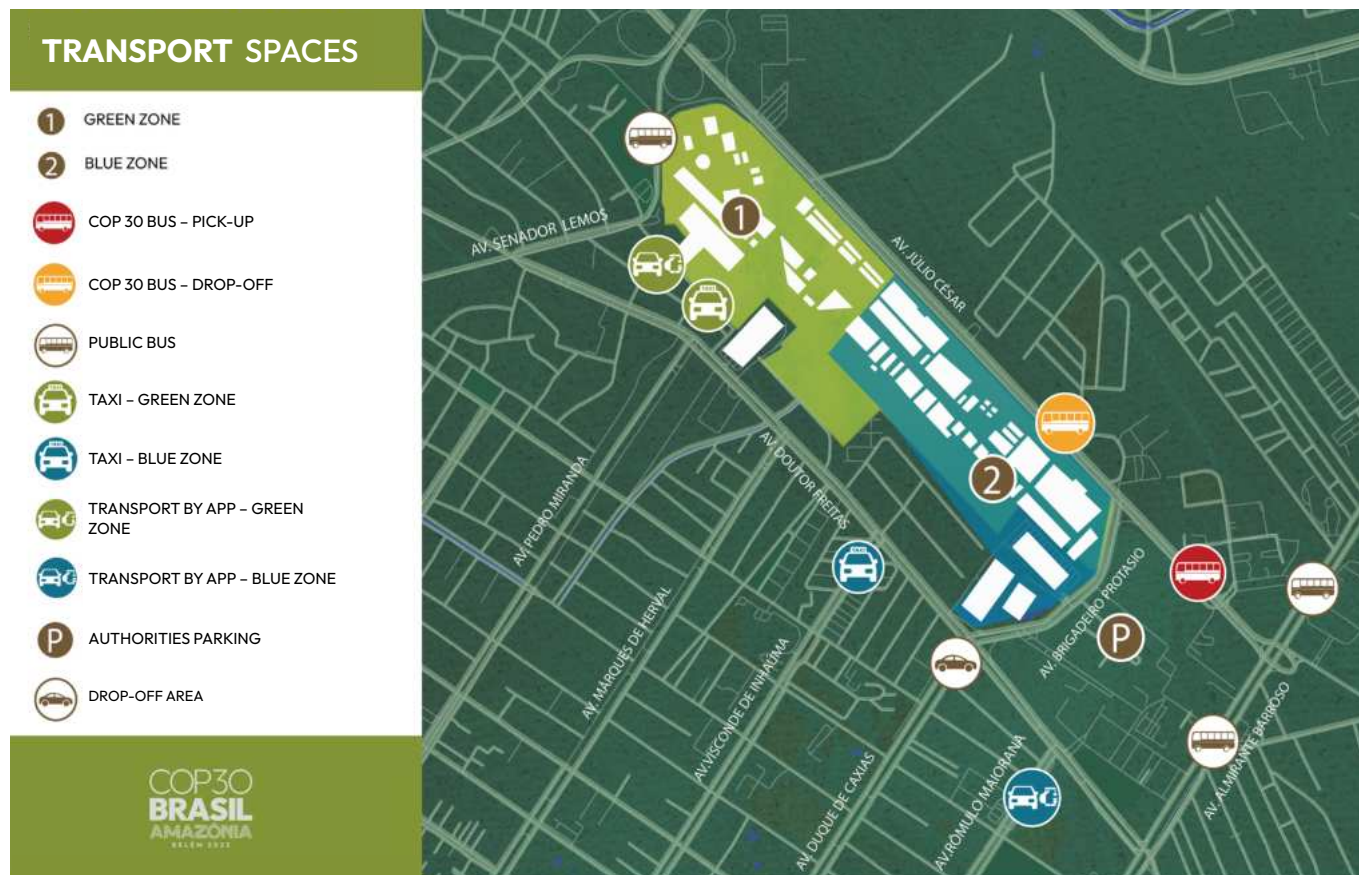 TRANSPORT SPACES
1 GREEN ZONE
2 BLUE ZONE
COP 30 BUS – PICK-UP
COP 30 BUS – DROP-OFF
PUBLIC BUS
TAXI – GREEN ZONE
TAXI – BLUE ZONE
TRANSPORT BY APP – GREEN
ZONE
TRANSPORT BY APP – BLUE ZONE
P AUTHORITIES PARKING
DROP-OFF AREA
COP30
BRASIL
AMAZÔNIA
BELÉM 2025
AV. SENADOR LEMOS
1
AV. JÚLIO CÉSAR
AV. DOUTOR FREITAS
2
AV. PEDRO MIRANDA
AV. MARQUES DE HERVAL
AV. VISCONDE DE INHAÚMA
AV. BRIGADEIRO PROTASIO
P
AV. DUQUE DE CAXIAS
AV. RÔMULO MAIORANA
AV. ALMIRANTE BARROSO